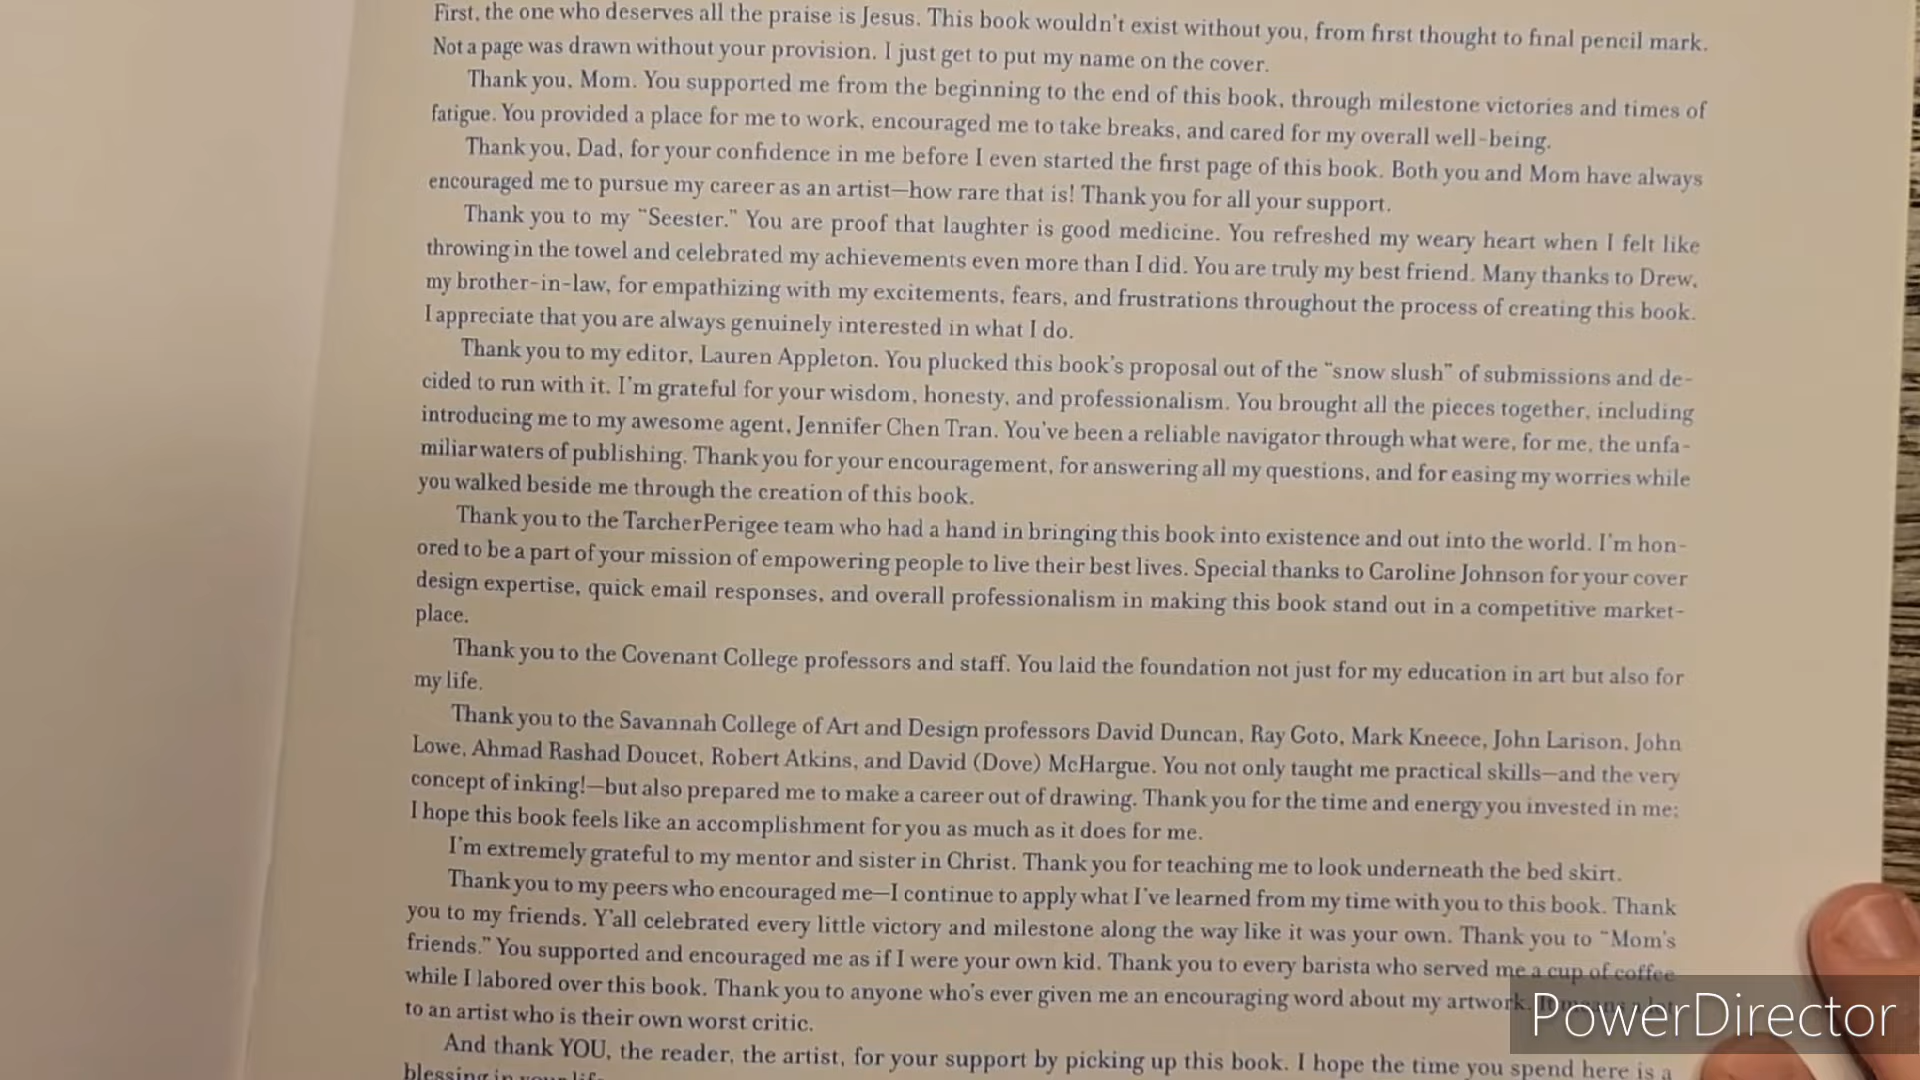 First, the one who deserves all the praise is Jesus. This book wouldn't exist without you, from first thought to final pencil mark.
Not a page was drawn without your provision. I just get to put my name on the cover.
Thank you, Mom. You supported me from the beginning to the end of this book, through milestone victories and times of
fatigue. You provided a place for me to work, encouraged me to take breaks, and cared for my overall well-being.
Thank you, Dad, for your confidence in me before I even started the first page of this book. Both you and Mom have always
encouraged me to pursue my career as an artist—how rare that is! Thank you for all your support.
Thank you to my “Seester.” You are proof that laughter is good medicine. You refreshed my weary heart when I felt like
throwing in the towel and celebrated my achievements even more than I did. You are truly my best friend. Many thanks to Drew,
my brother-in-law, for empathizing with my excitements, fears, and frustrations throughout the process of creating this book.
I appreciate that you are always genuinely interested in what I do.
Thank you to my editor, Lauren Appleton. You plucked this book's proposal out of the “snow slush” of submissions and de-
cided to run with it. I'm grateful for your wisdom, honesty, and professionalism. You brought all the pieces together, including
introducing me to my awesome agent, Jennifer Chen Tran. You've been a reliable navigator through what were, for me, the unfa-
miliar waters of publishing. Thank you for your encouragement, for answering all my questions, and for easing my worries while
you walked beside me through the creation of this book.
Thank you to the TarcherPerigee team who had a hand in bringing this book into existence and out into the world. I'm hon-
ored to be a part of your mission of empowering people to live their best lives. Special thanks to Caroline Johnson for your cover
design expertise, quick email responses, and overall professionalism in making this book stand out in a competitive market-
place.
Thank you to the Covenant College professors and staff. You laid the foundation not just for my education in art but also for
my life.
Thank you to the Savannah College of Art and Design professors David Duncan, Ray Goto, Mark Kneece, John Larison, John
Lowe, Ahmad Rashad Doucet, Robert Atkins, and David (Dove) McHargue. You not only taught me practical skills—and the very
concept of inking!—but also prepared me to make a career out of drawing. Thank you for the time and energy you invested in me;
I hope this book feels like an accomplishment for you as much as it does for me.
I'm extremely grateful to my mentor and sister in Christ. Thank you for teaching me to look underneath the bed skirt.
Thank you to my peers who encouraged me—I continue to apply what I've learned from my time with you to this book. Thank
you to my friends. Y'all celebrated every little victory and milestone along the way like it was your own. Thank you to “Mom's
friends.” You supported and encouraged me as if I were your own kid. Thank you to every barista who served me a cup of coffee
while I labored over this book. Thank you to anyone who's ever given me an encouraging word about my artwork. It means a lot
to an artist who is their own worst critic.
And thank YOU, the reader, the artist, for your support by picking up this book. I hope the time you spend here is a
blessing in your life.
PowerDirector